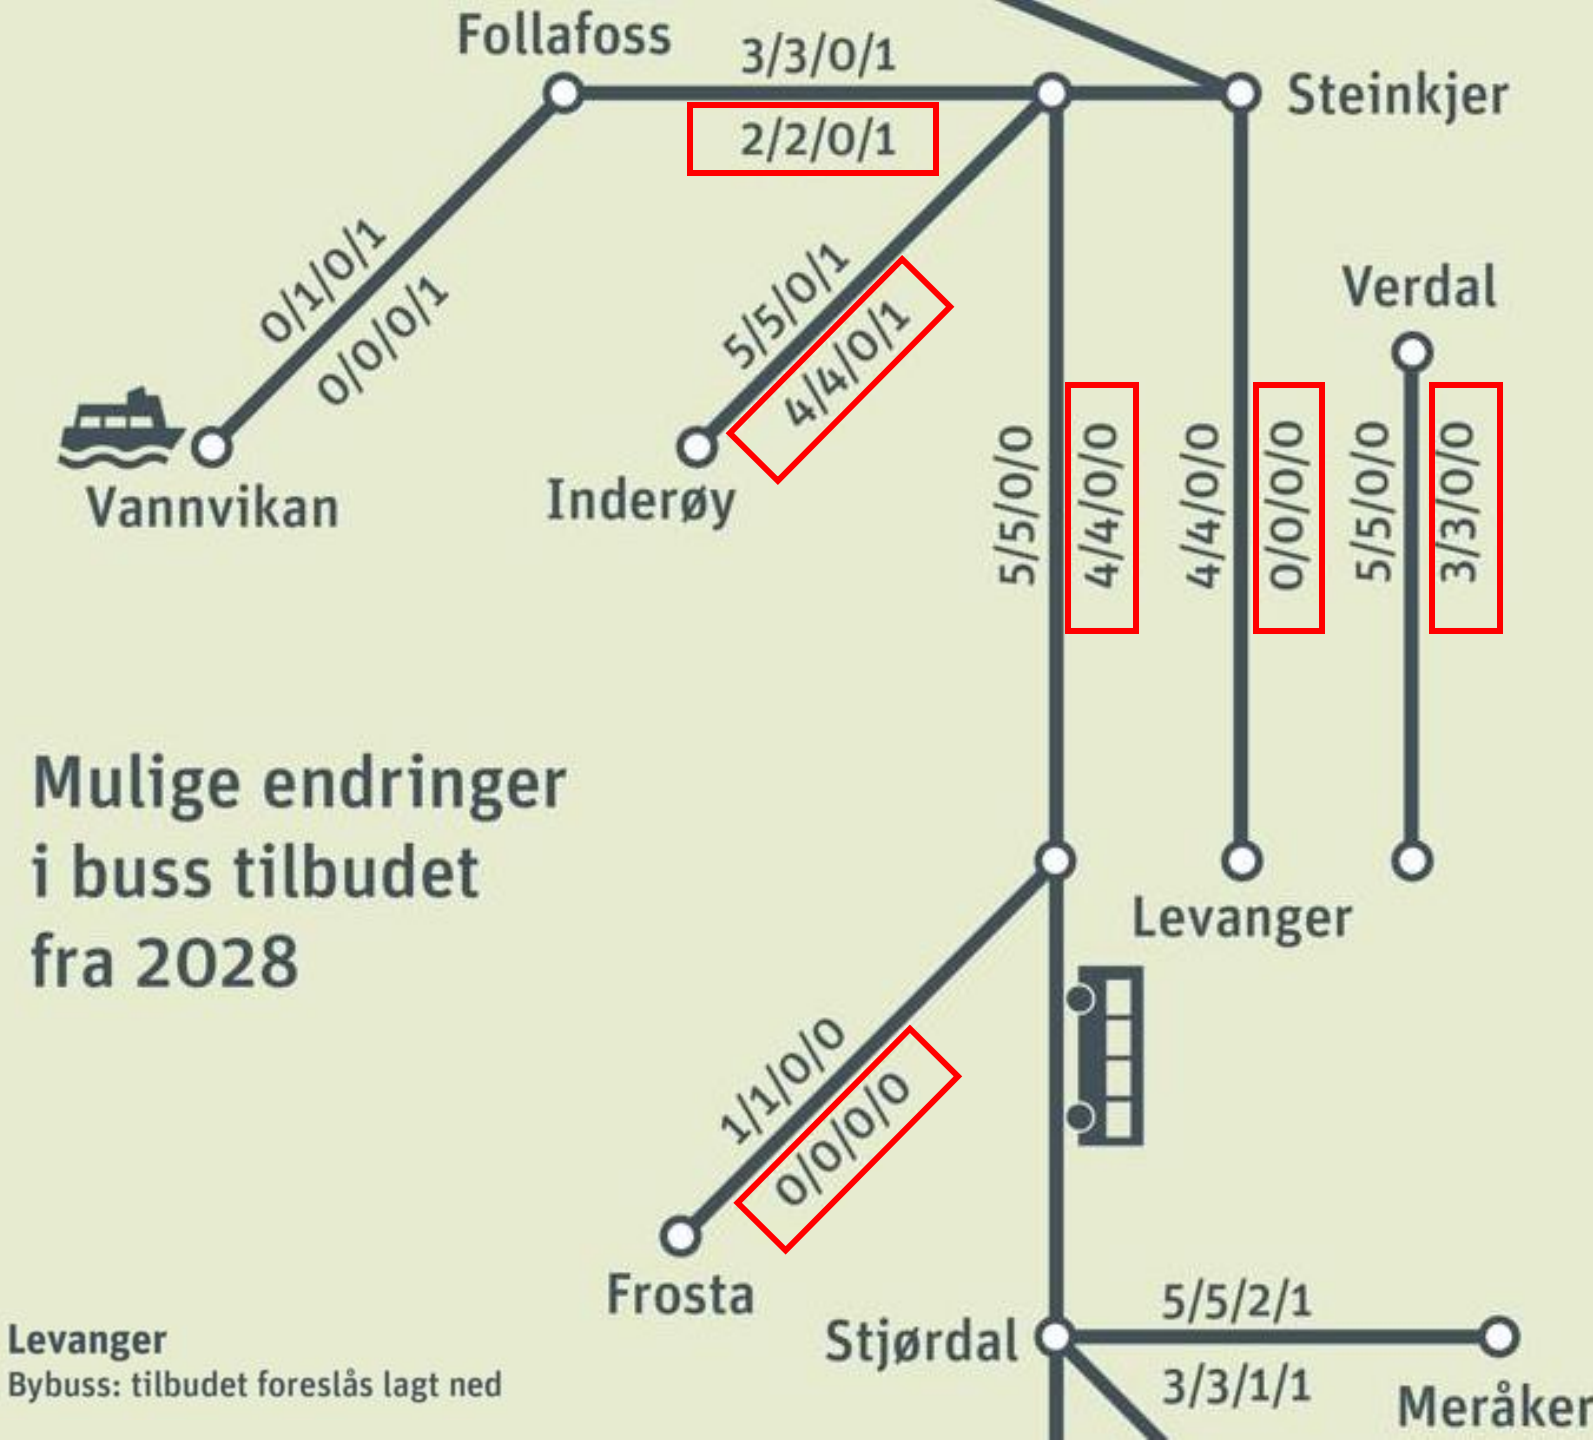 Follafoss
3/3/0/1
Steinkjer
2/2/0/1
0/1/0/1
0/0/0/1
5/5/0/1
4/4/0/1
Verdal
Vannvikan
Inderøy
5/5/0/0
4/4/0/0
4/4/0/0
0/0/0/0
5/5/0/0
3/3/0/0
Mulige endringer
i buss tilbudet
fra 2028
Levanger
1/1/0/0
0/0/0/0
Frosta
Stjørdal
5/5/2/1
3/3/1/1
Meråker
Levanger
Bybuss: tilbudet foreslås lagt ned